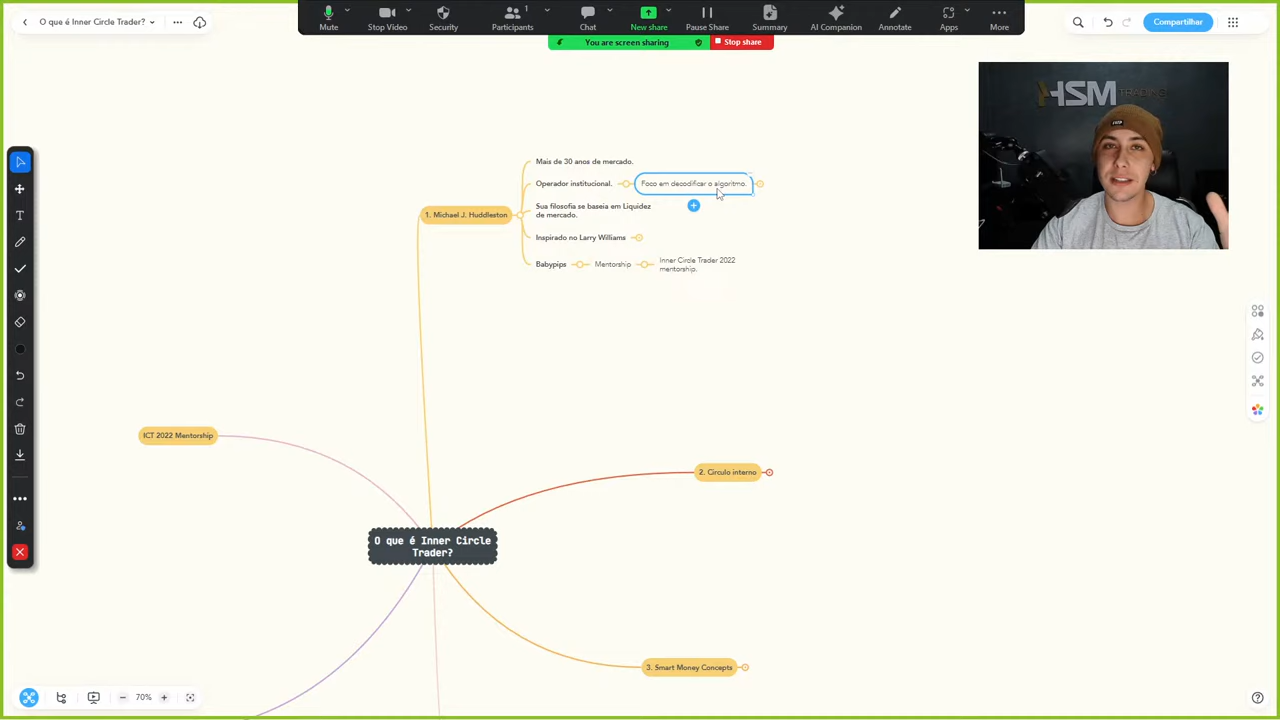 O que é Inner Circle Trader?
Mute
Stop Video
Security
Participants
1
Chat
New share
Pause Share
Summary
AI Companion
Annotate
Apps
More
You are screen sharing
Stop share
Compartilhar
HSM
TRADING
Mais de 30 anos de mercado.
Operador institucional.
Foco em decodificar o algoritmo.
1. Michael J. Huddleston
Sua filosofia se baseia em Liquidez
de mercado.
Inspirado no Larry Williams
Babypips
Mentorship
Inner Circle Trader 2022
mentorship.
ICT 2022 Mentorship
2. Circulo interno
O que é Inner Circle
Trader?
3. Smart Money Concepts
70%